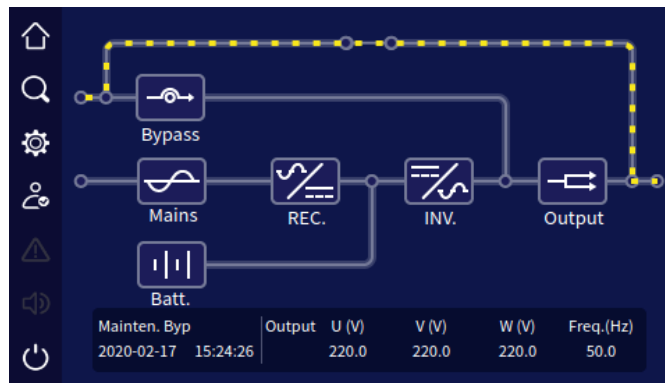 Bypass
Mains
REC.
INV.
Output
Batt.
Mainten. Byp Output U (V) V (V) W (V) Freq.(Hz)
2020-02-17 15:24:26 220.0 220.0 220.0 50.0